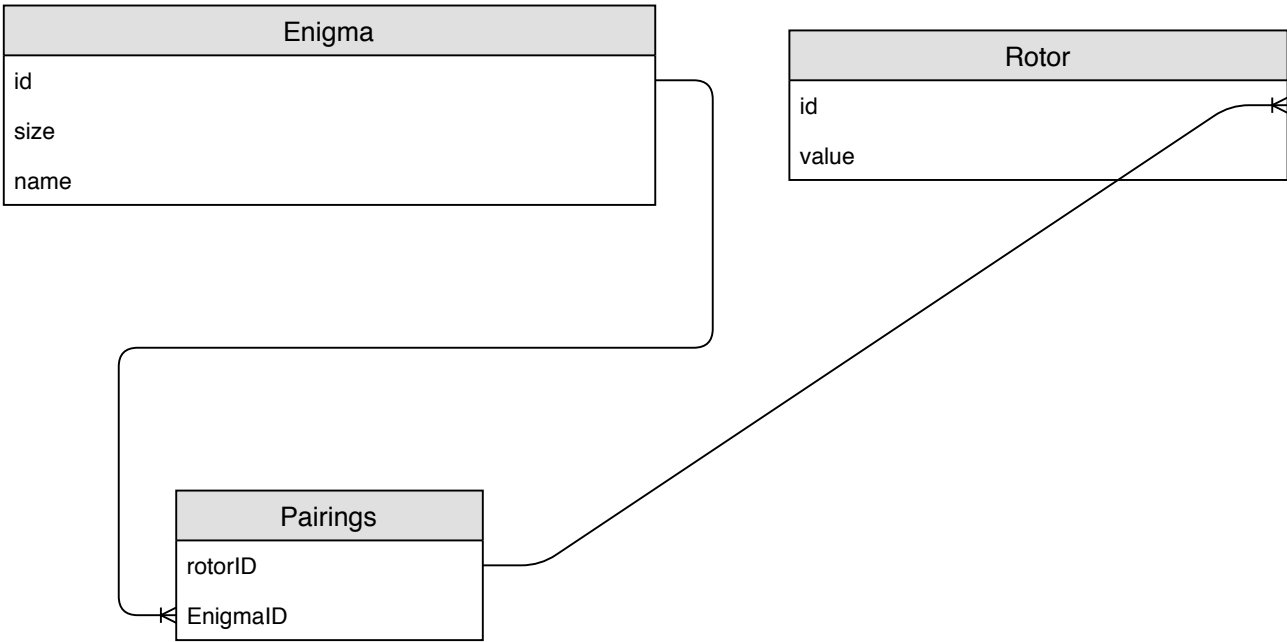 Enigma
id
size
name
Rotor
id
value
Pairings
rotorID
EnigmaID